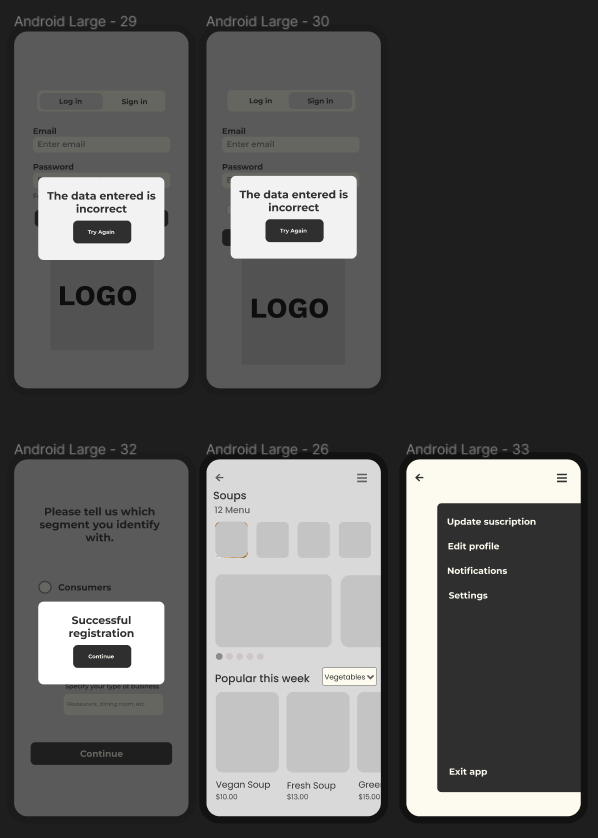 Android Large - 29
Android Large - 30
Log in
Sign in
Email
Enter email
Password
The data entered is
incorrect
Try Again
LOGO
Log in
Sign in
Email
Enter email
Password
The data entered is
incorrect
Try Again
LOGO
Android Large - 32
Android Large - 26
Android Large - 33
Please tell us which
segment you identify
with.
Consumers
Successful
registration
Continue
Specify your type of business
Restaurant, dining room, etc
Continue
Soups
12 Menu
Popular this week
Vegetables
Vegan Soup
Fresh Soup
Gree
$10.00
$13.00
$15.00
Update suscription
Edit profile
Notifications
Settings
Exit app